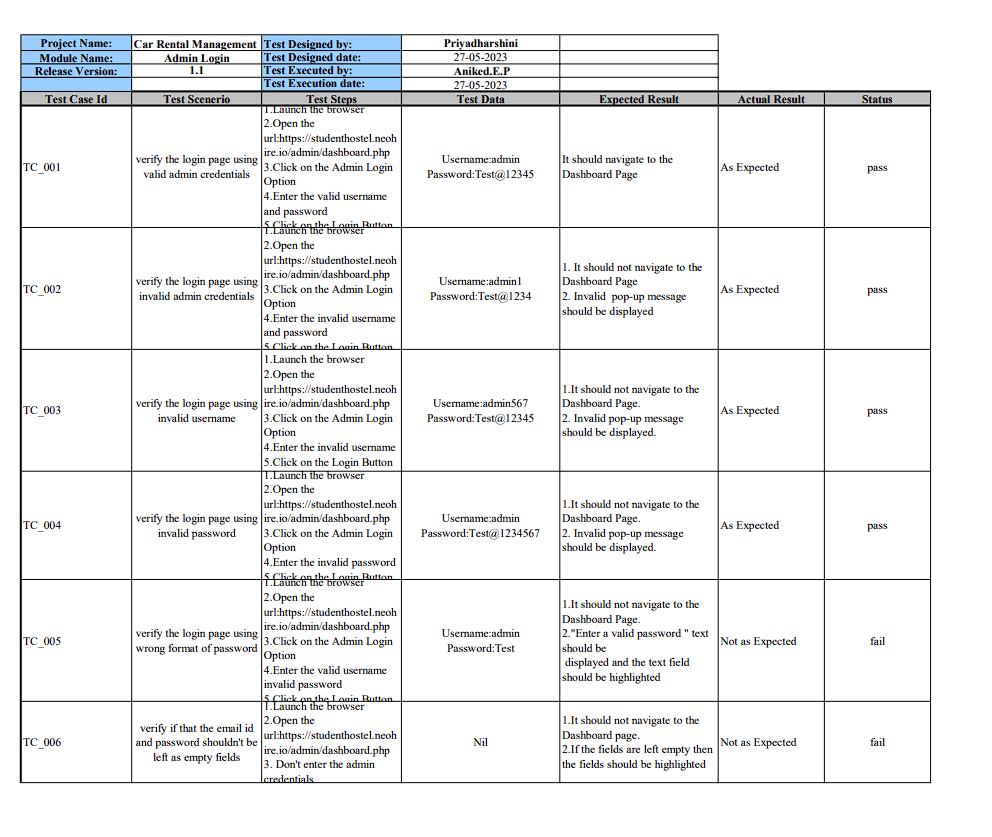 Project Name: Car Rental Management Test Designed by: Priyadharshini
Module Name: Admin Login Test Designed date: 27-05-2023
Release Version: 1.1 Test Executed by: Aniked.E.P
Test Execution date: 27-05-2023
Test Case Id Test Scenerio Test Steps Test Data Expected Result Actual Result Status
TC_001
verify the login page using
valid admin credentials
1.Launch the browser
2.Open the
url:https://studenthostel.neoh
ire.io/admin/dashboard.php
3.Click on the Admin Login
Option
4.Enter the valid username
and password
5.Click on the Login Button
Username:admin
Password:Test@12345
It should navigate to the
Dashboard Page
As Expected
pass
TC_002
verify the login page using
invalid admin credentials
1.Launch the browser
2.Open the
url:https://studenthostel.neoh
ire.io/admin/dashboard.php
3.Click on the Admin Login
Option
4.Enter the invalid username
and password
5.Click on the Login Button
Username:admin1
Password:Test@1234
1. It should not navigate to the
Dashboard Page
2. Invalid  pop-up message
should be displayed
As Expected
pass
TC_003
verify the login page using
invalid username
1.Launch the browser
2.Open the
url:https://studenthostel.neoh
ire.io/admin/dashboard.php
3.Click on the Admin Login
Option
4.Enter the invalid username
5.Click on the Login Button
Username:admin567
Password:Test@12345
1.It should not navigate to the
Dashboard Page.
2. Invalid pop-up message
should be displayed.
As Expected
pass
TC_004
verify the login page using
invalid password
1.Launch the browser
2.Open the
url:https://studenthostel.neoh
ire.io/admin/dashboard.php
3.Click on the Admin Login
Option
4.Enter the invalid password
5.Click on the Login Button
Username:admin
Password:Test@1234567
1.It should not navigate to the
Dashboard Page.
2. Invalid pop-up message
should be displayed.
As Expected
pass
TC_005
verify the login page using
wrong format of password
1.Launch the browser
2.Open the
url:https://studenthostel.neoh
ire.io/admin/dashboard.php
3.Click on the Admin Login
Option
4.Enter the valid username
invalid password
5.Click on the Login Button
Username:admin
Password:Test
1.It should not navigate to the
Dashboard Page.
2."Enter a valid password " text
should be
displayed and the text field
should be highlighted
Not as Expected
fail
TC_006
verify if that the email id
and password shouldn't be
left as empty fields
1.Launch the browser
2.Open the
url:https://studenthostel.neoh
ire.io/admin/dashboard.php
3. Don't enter the admin
credentials
Nil
1.It should not navigate to the
Dashboard page.
2.If the fields are left empty then
the fields should be highlighted
Not as Expected
fail